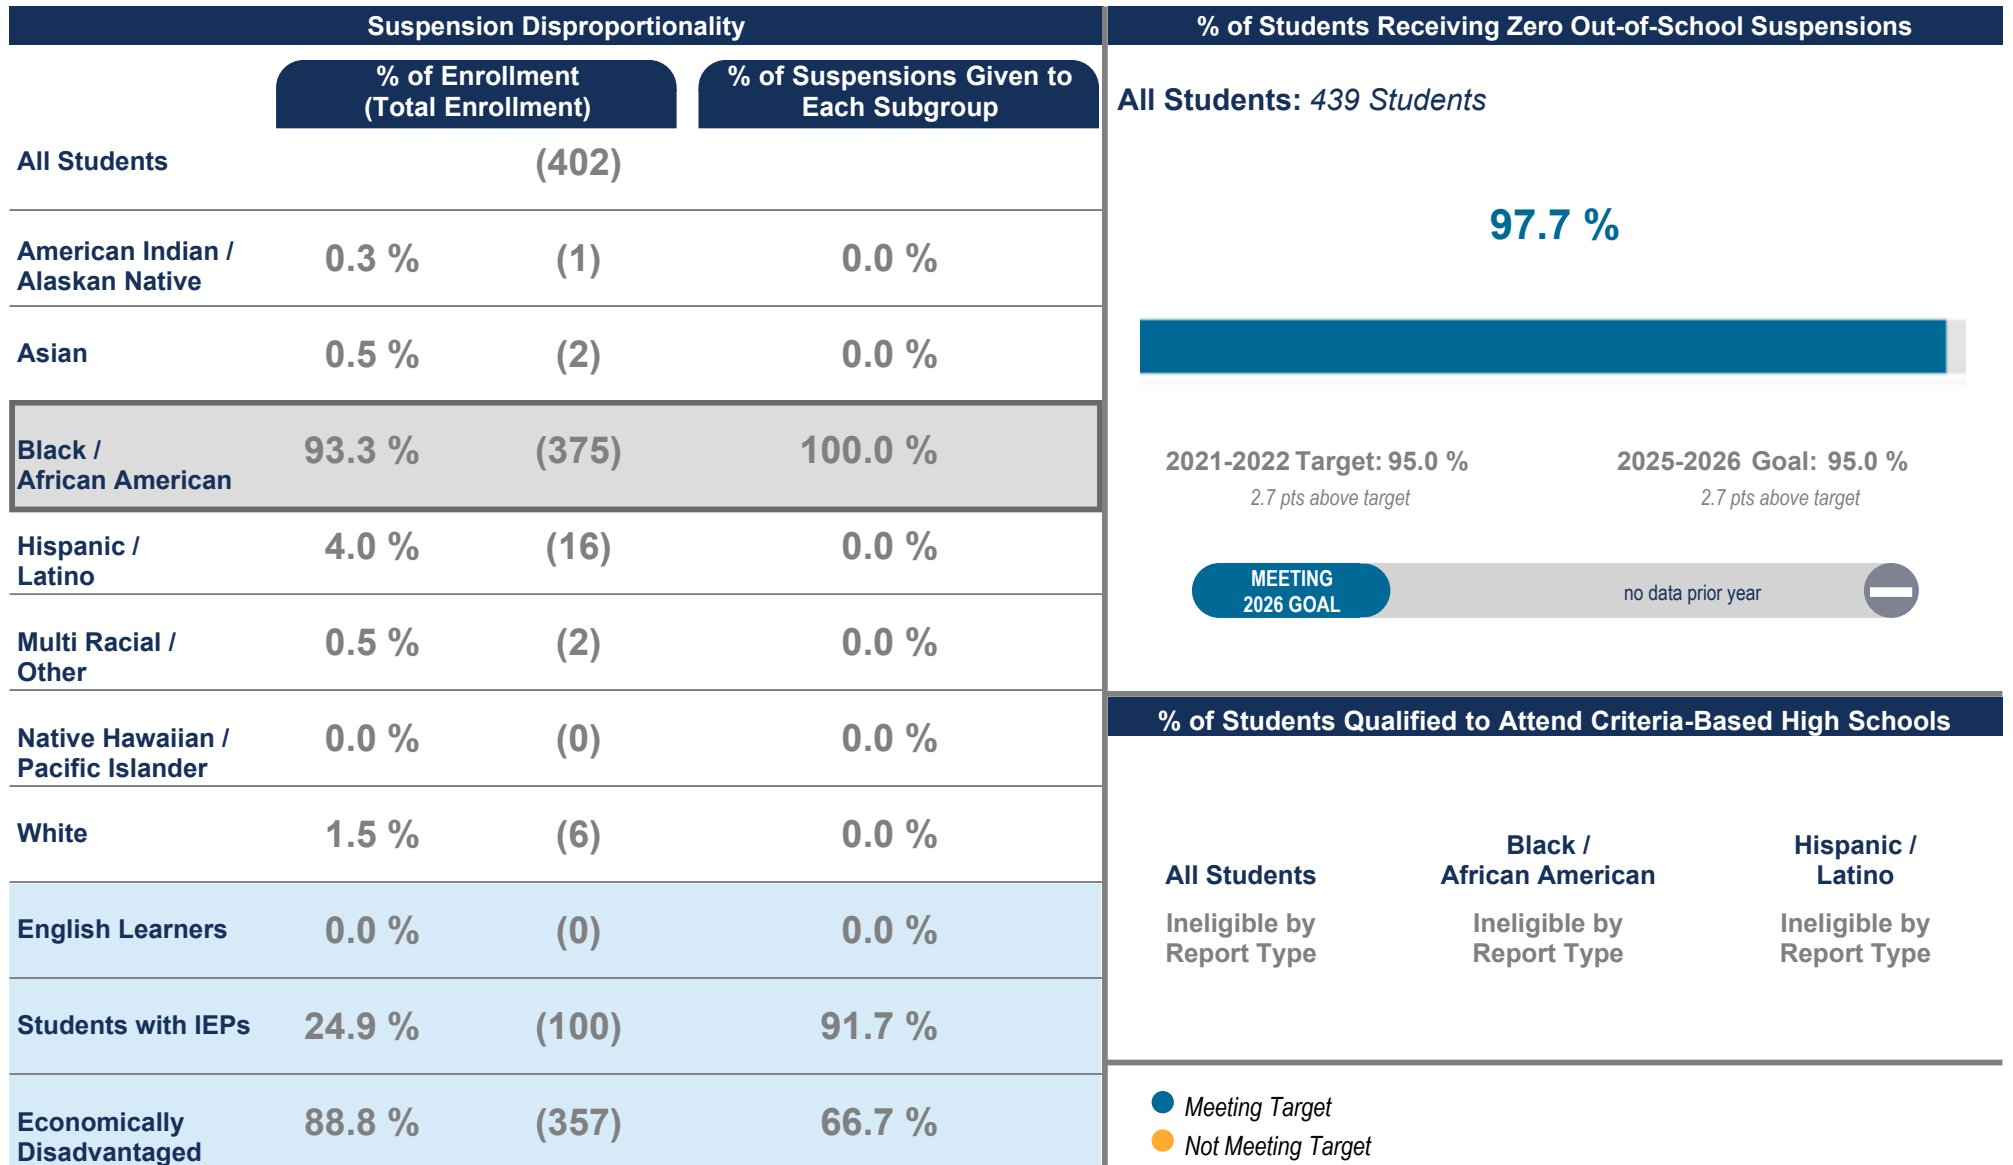 Suspension Disproportionality
% of Enrollment
(Total Enrollment)
% of Suspensions Given to
Each Subgroup
All Students
(402)
American Indian /
Alaskan Native
0.3 % (1) 0.0 %
Asian 0.5 % (2) 0.0 %
Black /
African American
93.3 % (375) 100.0 %
Hispanic /
Latino
4.0 % (16) 0.0 %
Multi Racial /
Other
0.5 % (2) 0.0 %
Native Hawaiian /
Pacific Islander
0.0 % (0) 0.0 %
White 1.5 % (6) 0.0 %
English Learners 0.0 % (0) 0.0 %
Students with IEPs 24.9 % (100) 91.7 %
Economically
Disadvantaged
88.8 % (357) 66.7 %
% of Students Receiving Zero Out-of-School Suspensions
All Students: 439 Students
97.7 %
2021-2022 Target: 95.0 %
2.7 pts above target
2025-2026 Goal: 95.0 %
2.7 pts above target
MEETING
2026 GOAL
no data prior year
% of Students Qualified to Attend Criteria-Based High Schools
All Students
Ineligible by
Report Type
Black /
African American
Ineligible by
Report Type
Hispanic /
Latino
Ineligible by
Report Type
Meeting Target
Not Meeting Target